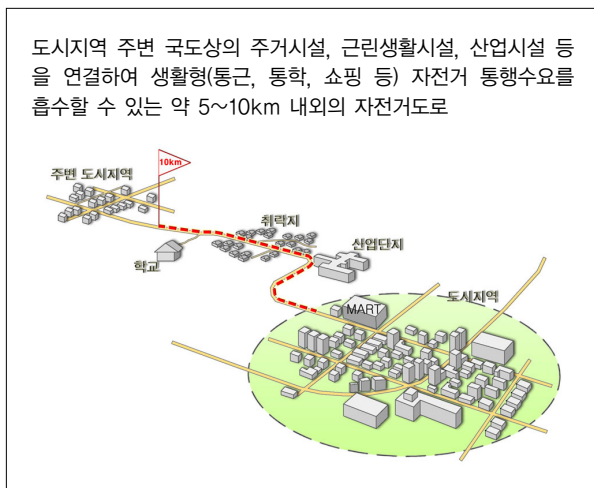 도시지역 주변 국도상의 주거시설, 근린생활시설, 산업시설 등
을 연결하여 생활형(통근, 통학, 쇼핑 등) 자전거 통행수요를
흡수할 수 있는 약 5~10km 내외의 자전거도로
10km
주변 도시지역
취락지
산업단지
학교
도시지역
MART